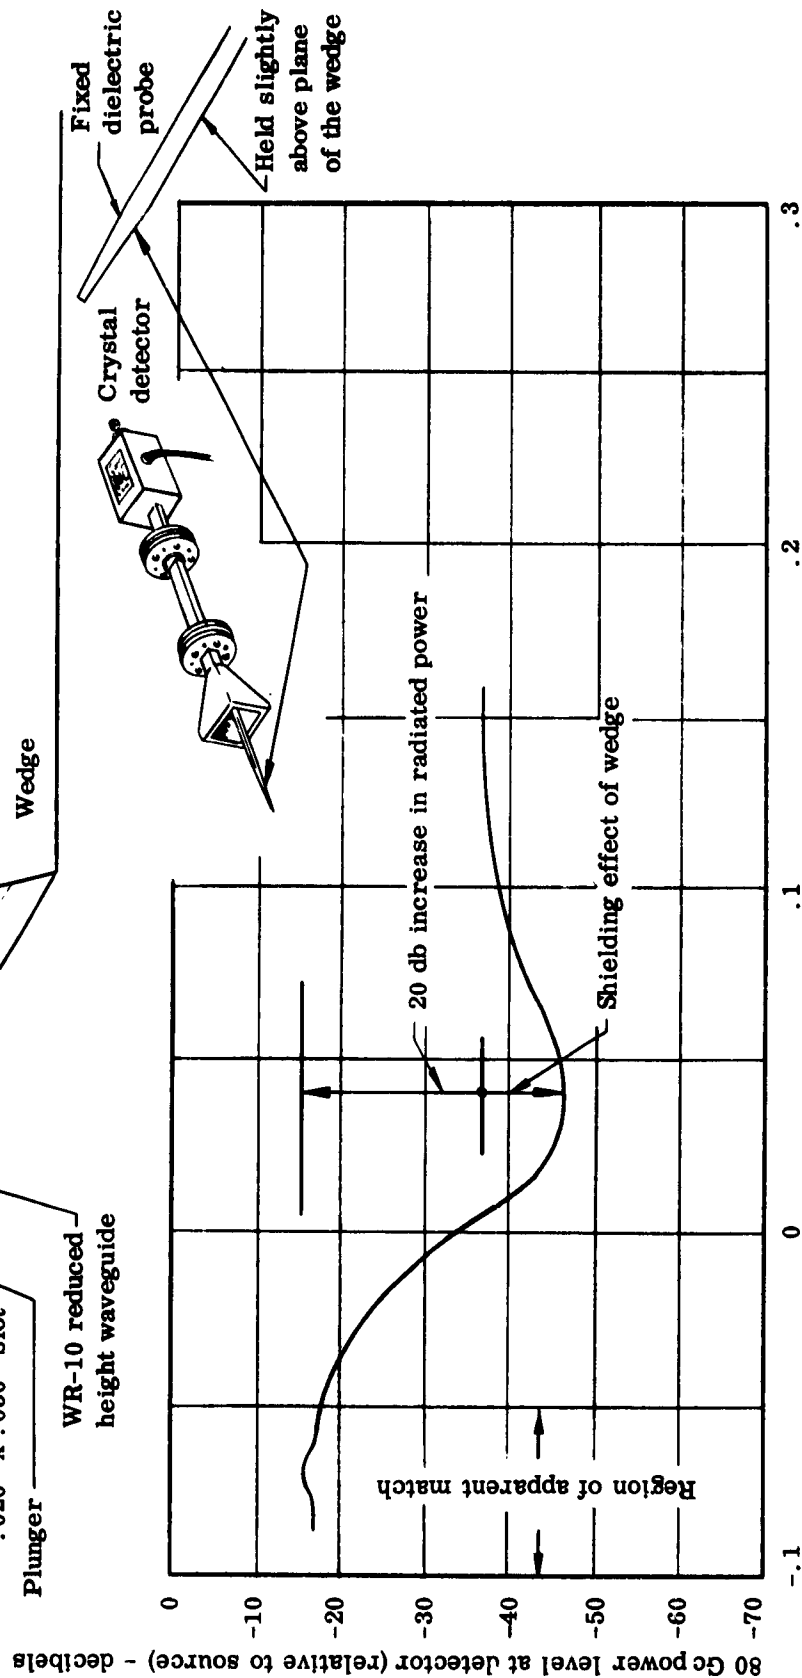 Wedge
Fixed
dielectric
probe
Held slightly
above plane
of the wedge
Crystal
detector
Plunger
WR-10 reduced
height waveguide
20 db increase in radiated power
Shielding effect of wedge
Region of apparent match
80 Gc power level at detector (relative to source) - decibels
0
-10
-20
-30
-40
-50
-60
-70
-.1
0
.1
.2
.3